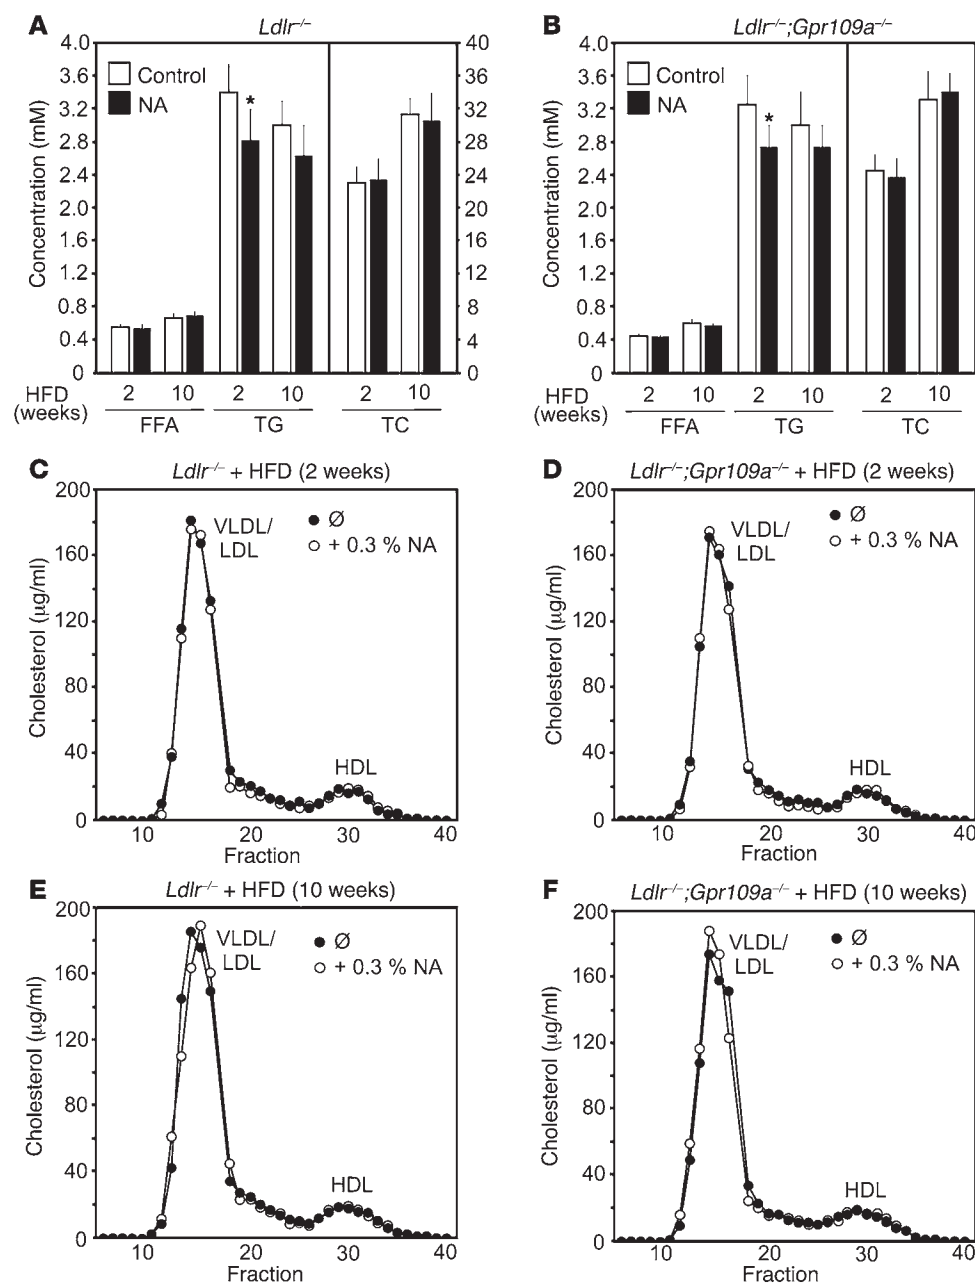 A
Ldlr–/–
4.0
3.6
3.2
2.8
2.4
2.0
1.6
1.2
0.8
0.4
0
Concentration (mM)
Control
NA
*
40
36
32
28
24
20
16
12
8
4
0
HFD
(weeks)
2 10 2 10 2 10
FFA TG TC
B
Ldlr–/–;Gpr109a–/–
4.0
3.6
3.2
2.8
2.4
2.0
1.6
1.2
0.8
0.4
0
Concentration (mM)
Control
NA
*
HFD
(weeks)
2 10 2 10 2 10
FFA TG TC
C
Ldlr–/– + HFD (2 weeks)
200
160
120
80
40
0
Cholesterol (µg/ml)
VLDL/
LDL
Ø
+ 0.3 % NA
HDL
10 20 30 40
Fraction
D
Ldlr–/–;Gpr109a–/– + HFD (2 weeks)
200
160
120
80
40
0
Cholesterol (µg/ml)
VLDL/
LDL
Ø
+ 0.3 % NA
HDL
10 20 30 40
Fraction
E
Ldlr–/– + HFD (10 weeks)
200
160
120
80
40
0
Cholesterol (µg/ml)
VLDL/
LDL
Ø
+ 0.3 % NA
HDL
10 20 30 40
Fraction
F
Ldlr–/–;Gpr109a–/– + HFD (10 weeks)
200
160
120
80
40
0
Cholesterol (µg/ml)
VLDL/
LDL
Ø
+ 0.3 % NA
HDL
10 20 30 40
Fraction